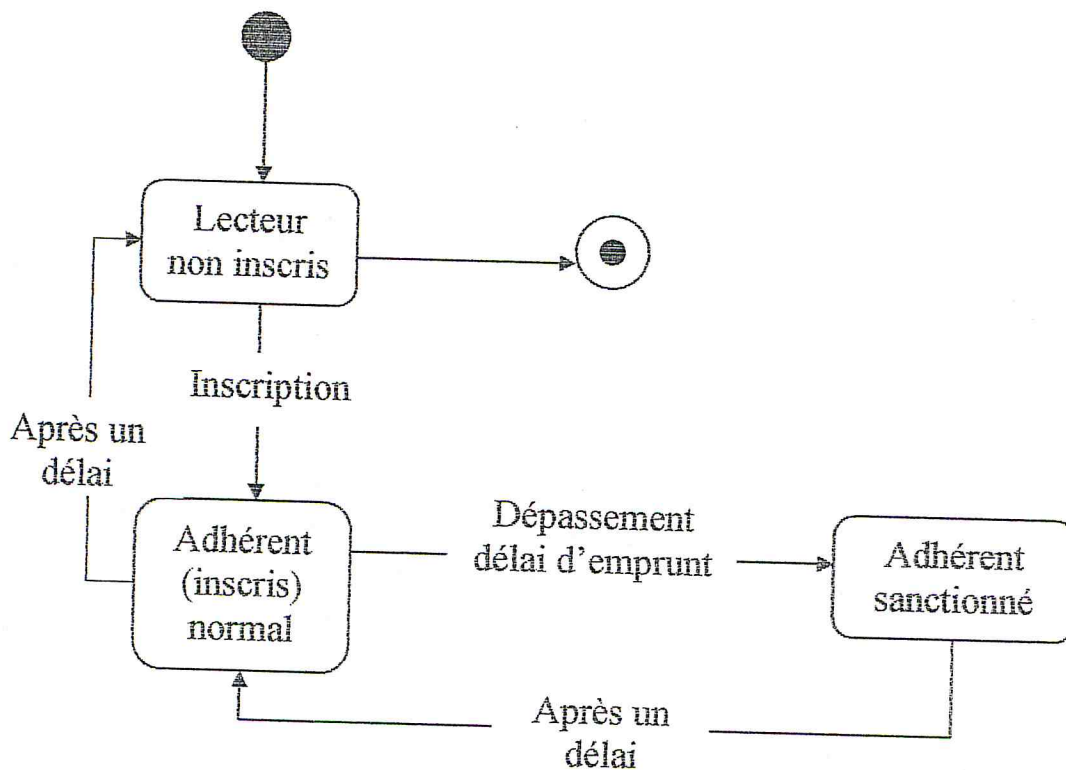 Lecteur
non inscris
Inscription
Après un
délai
Adhérent
(inscris)
normal
Dépassement
délai d'emprunt
Adhérent
sanctionné
Après un
délai